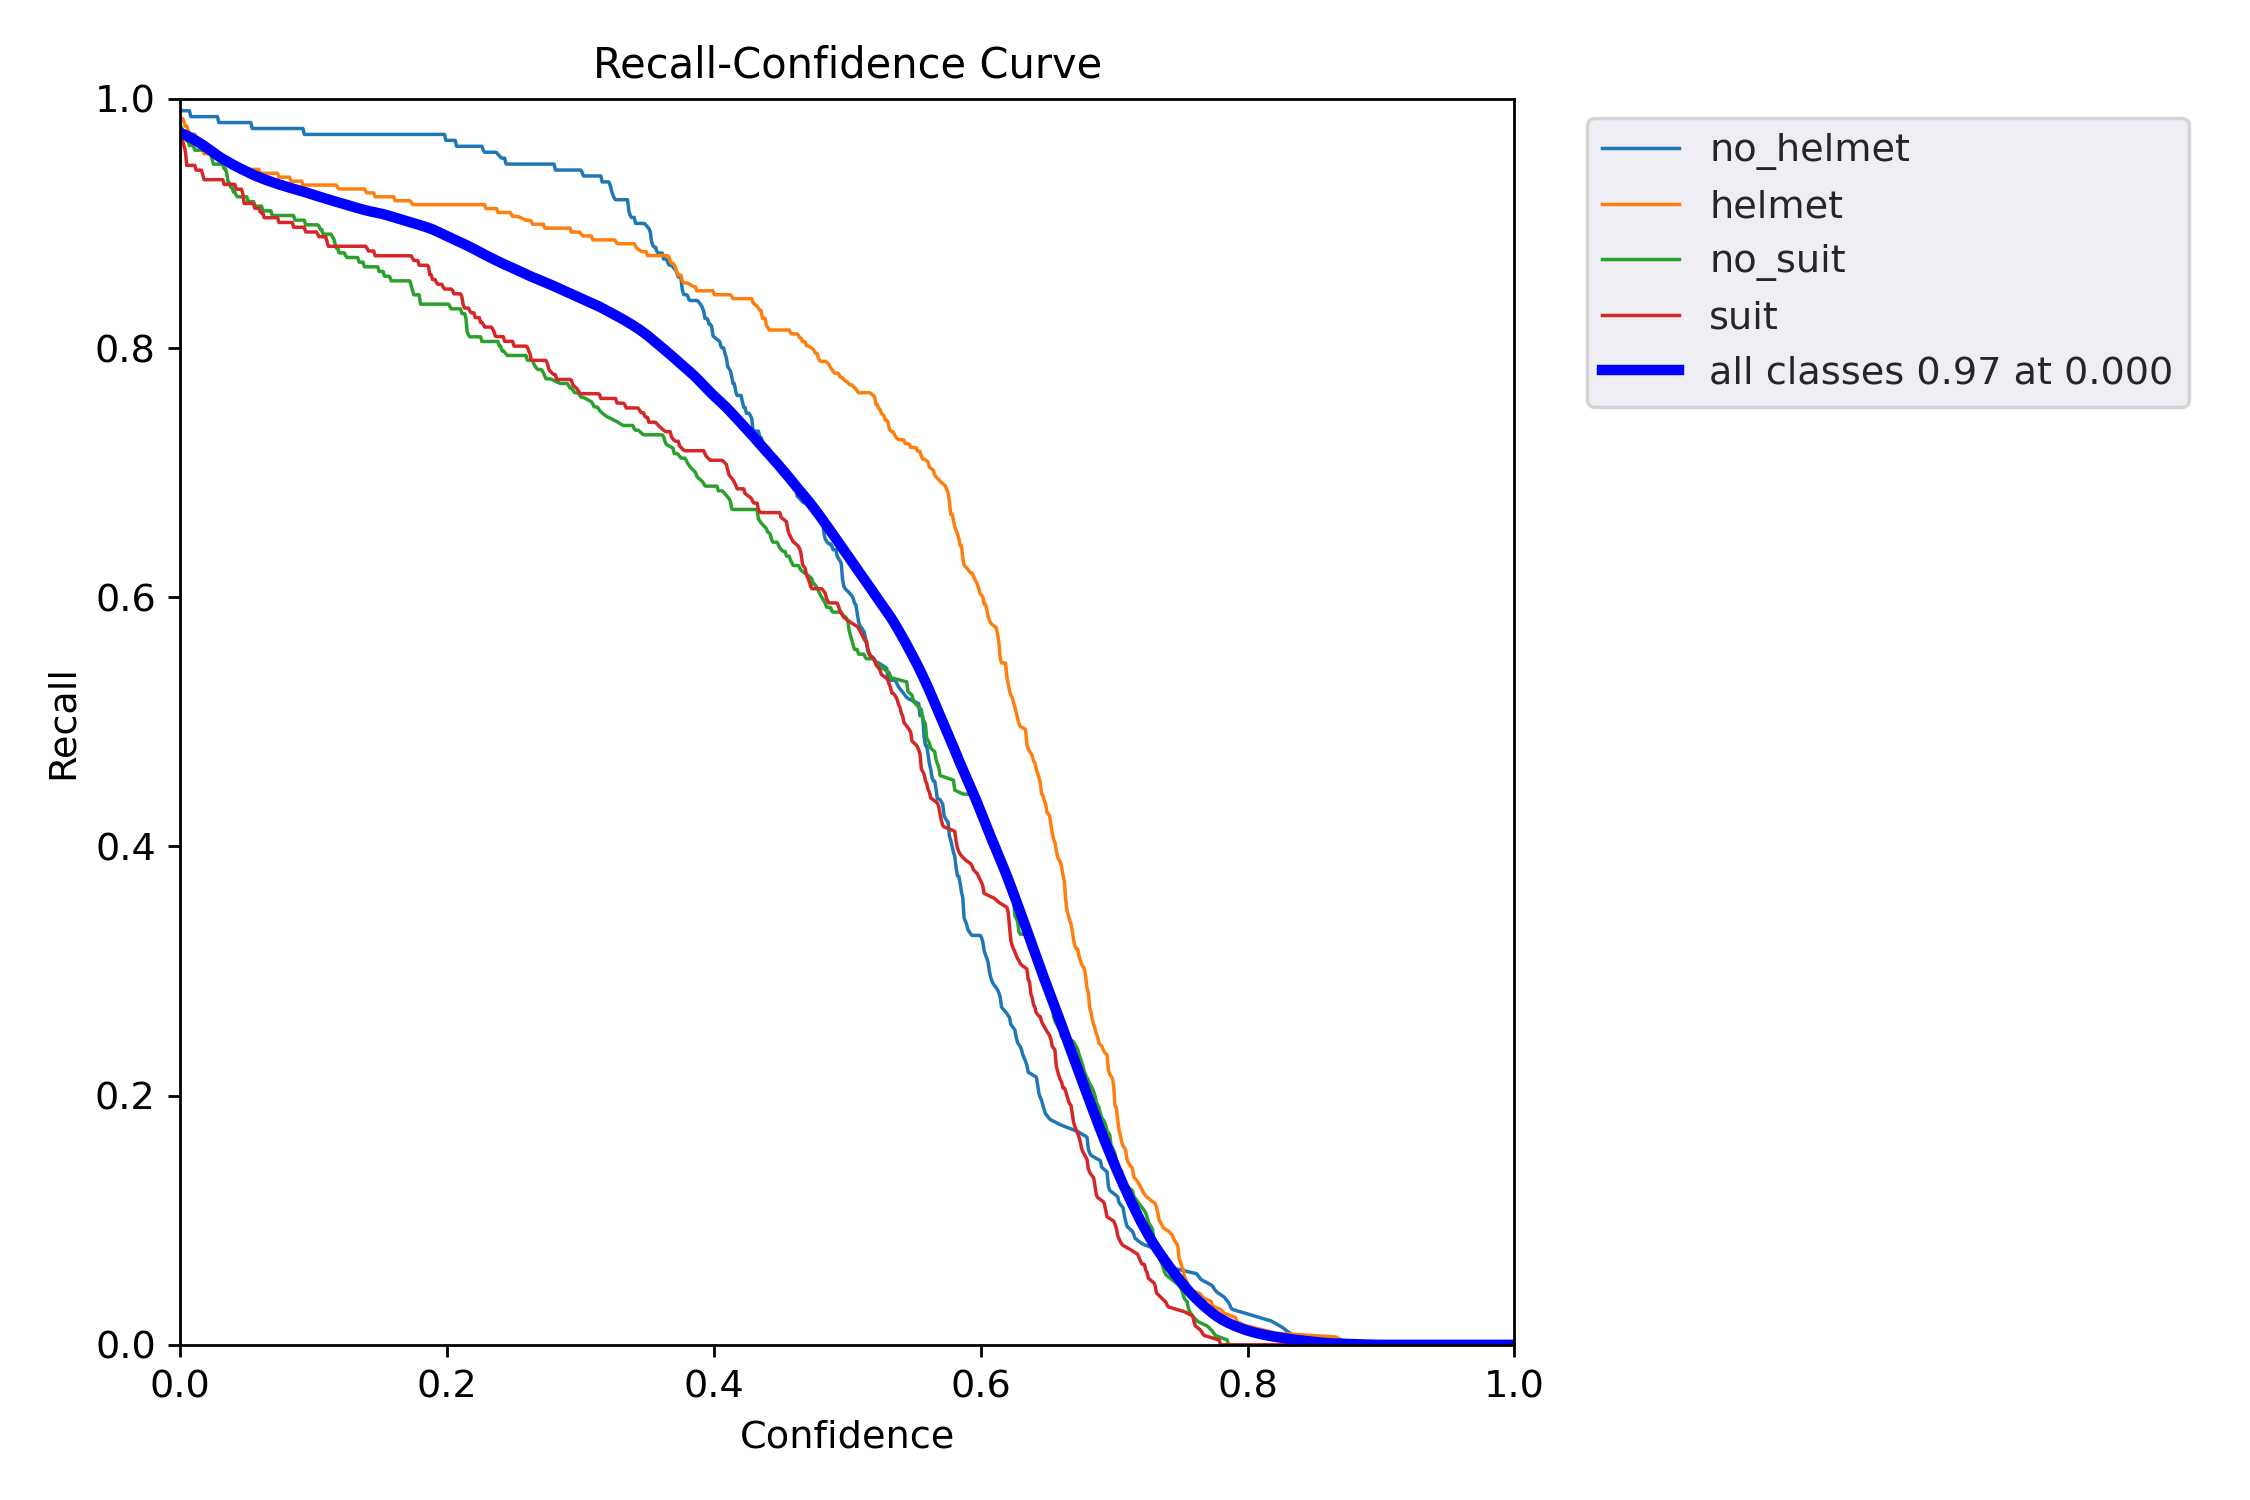 Recall-Confidence Curve
1.0
0.8
0.6
0.4
0.2
0.0
Recall
0.0 0.2 0.4 0.6 0.8 1.0
Confidence
no_helmet
helmet
no_suit
suit
all classes 0.97 at 0.000